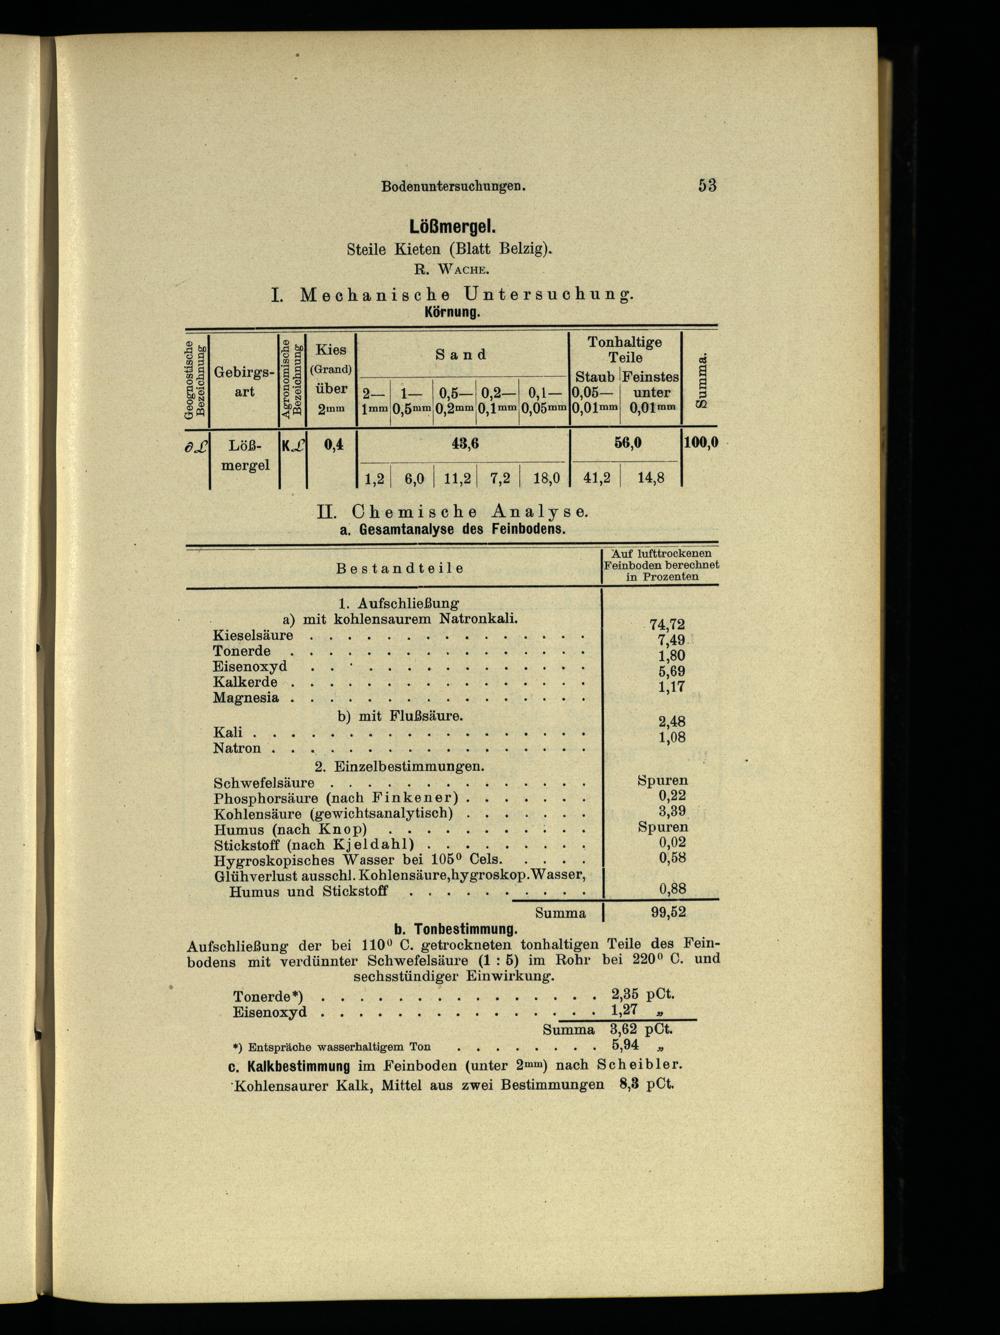 Bodenuntersuchungen. 53
Lößmergel.
Steile Kieten (Blatt Belzig).
R. WACHE.
I. Mechanische Untersuchung.
Körnung.
Geognostische Bezeichnung | Gebirgs-art | Agronomische Bezeichnung | Kies (Grand) über 2mm | Sand | Tonhaltige Teile | Summa.
Staub | Feinstes
2—1mm | 1—0,5mm | 0,5—0,2mm | 0,2—0,1mm | 0,1—0,05mm | 0,05—0,01mm | unter 0,01mm
∂ℒ | Löß-mergel | Kℒ | 0,4 | 43,6 | 56,0 | 100,0
1,2 | 6,0 | 11,2 | 7,2 | 18,0 | 41,2 | 14,8
II. Chemische Analyse.
a. Gesamtanalyse des Feinbodens.
Bestandteile | Auf lufttrockenen Feinboden berechnet in Prozenten
1. Aufschließung
a) mit kohlensaurem Natronkali.
Kieselsäure . . . . . . . . . . . . . . . 74,72
Tonerde . . . . . . . . . . . . . . . . 7,49
Eisenoxyd . . . . . . . . . . . . . . . 1,80
Kalkerde . . . . . . . . . . . . . . . . 5,69
Magnesia . . . . . . . . . . . . . . . . 1,17
b) mit Flußsäure.
Kali . . . . . . . . . . . . . . . . . . 2,48
Natron . . . . . . . . . . . . . . . . . 1,08
2. Einzelbestimmungen.
Schwefelsäure . . . . . . . . . . . . . . Spuren
Phosphorsäure (nach Finkener) . . . . . . . 0,22
Kohlensäure (gewichtsanalytisch) . . . . . . . 3,39
Humus (nach Knop) . . . . . . . . . . . Spuren
Stickstoff (nach Kjeldahl) . . . . . . . . . 0,02
Hygroskopisches Wasser bei 105⁰ Cels. . . . . 0,58
Glühverlust ausschl. Kohlensäure, hygroskop. Wasser,
Humus und Stickstoff . . . . . . . . . . 0,88
Summa | 99,52
b. Tonbestimmung.
Aufschließung der bei 110⁰ C. getrockneten tonhaltigen Teile des Fein-
bodens mit verdünnter Schwefelsäure (1 : 5) im Rohr bei 220⁰ C. und
sechsstündiger Einwirkung.
Tonerde*) . . . . . . . . . . . . . . . 2,35 pCt.
Eisenoxyd . . . . . . . . . . . . . . . 1,27 „
Summa 3,62 pCt.
*) Entspräche wasserhaltigem Ton . . . . . . . . 5,94 „
c. Kalkbestimmung im Feinboden (unter 2mm) nach Scheibler.
Kohlensaurer Kalk, Mittel aus zwei Bestimmungen 8,3 pCt.